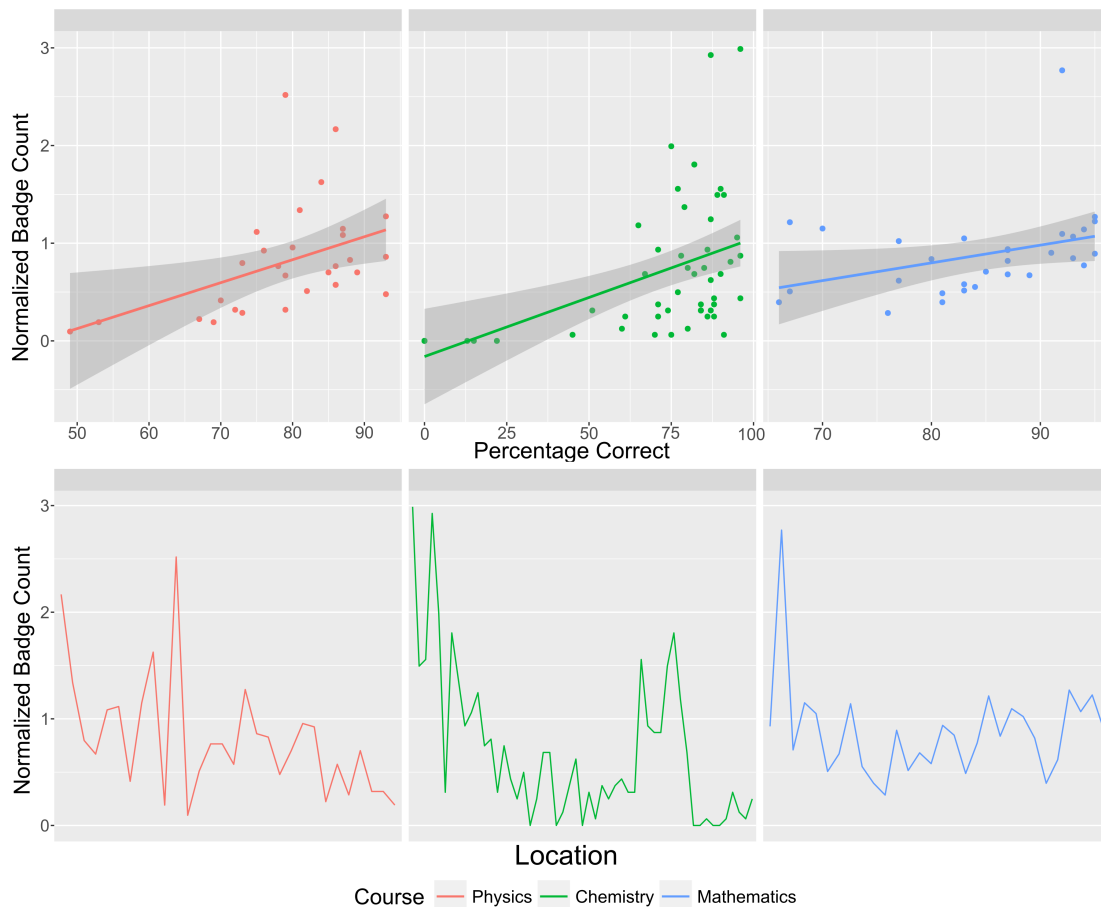 Normalized Badge Count
3
2
1
0
50 60 70 80 90
0 25 50 75 100
70 80 90
Percentage Correct
Normalized Badge Count
3
2
1
0
Location
Course Physics Chemistry Mathematics